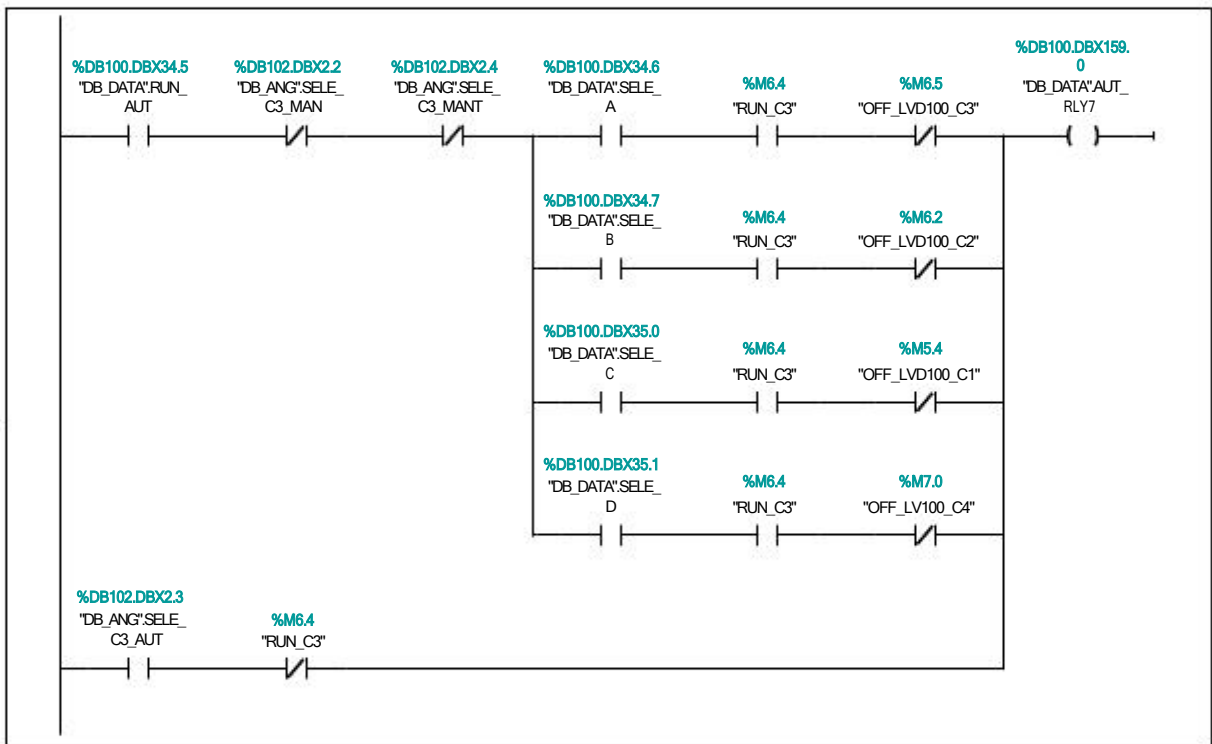 %DB100.DBX34.5
"DB_DATA".RUN_
AUT
%DB102.DBX2.2
"DB_ANG".SELE_
C3_MAN
%DB102.DBX2.4
"DB_ANG".SELE_
C3_MANT
%DB100.DBX34.6
"DB_DATA".SELE_
A
%M6.4
"RUN_C3"
%M6.5
"OFF_LVD100_C3"
%DB100.DBX159.
0
"DB_DATA".AUT_
RLY7
%DB100.DBX34.7
"DB_DATA".SELE_
B
%M6.4
"RUN_C3"
%M6.2
"OFF_LVD100_C2"
%DB100.DBX35.0
"DB_DATA".SELE_
C
%M6.4
"RUN_C3"
%M5.4
"OFF_LVD100_C1"
%DB100.DBX35.1
"DB_DATA".SELE_
D
%M6.4
"RUN_C3"
%M7.0
"OFF_LV100_C4"
%DB102.DBX2.3
"DB_ANG".SELE_
C3_AUT
%M6.4
"RUN_C3"